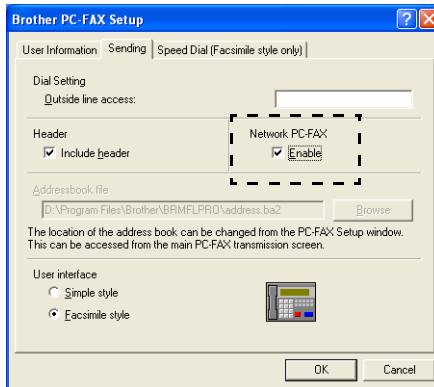 Brother PC-FAX Setup
User Information Sending Speed Dial (Facsimile style only)
Dial Setting
Outside line access:
Header
Network PC-FAX
Include header
Enable
Addressbook file
D:\Program Files\Brother\BRMFLPRO\address.ba2 Browse
The location of the address book can be changed from the PC-FAX Setup window.
This can be accessed from the main PC-FAX transmission screen.
User interface
Simple style
Facsimile style
OK Cancel